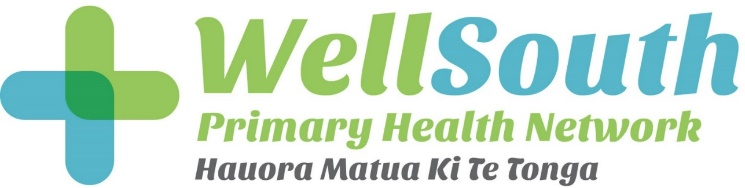 WellSouth
Primary Health Network
Hauora Matua Ki Te Tonga